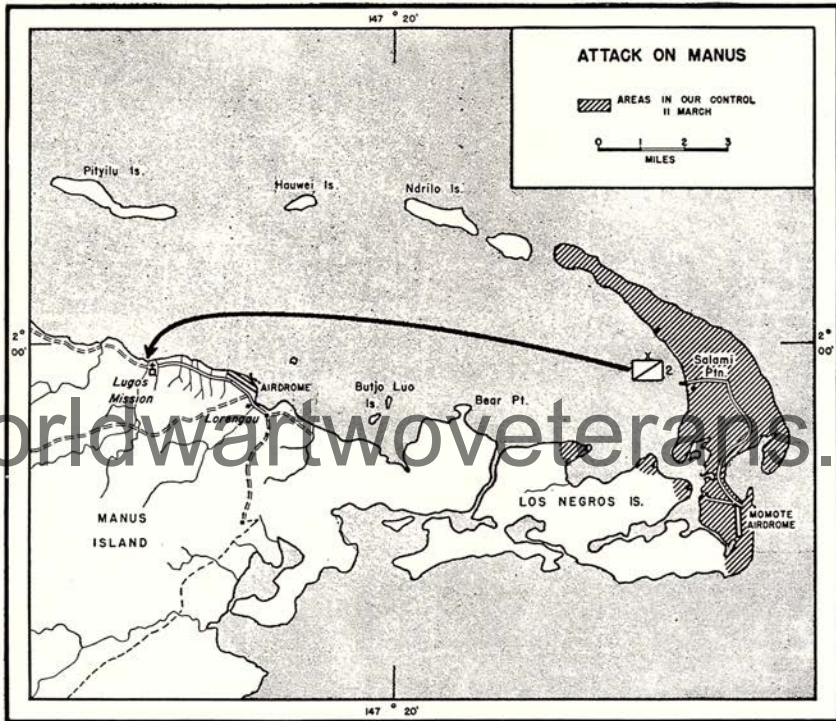 147 ° 20'
ATTACK ON MANUS
AREAS IN OUR CONTROL
11 MARCH
0 1 2 3
MILES
Pityilu Is.
Hauwei Is.
Ndrilo Is.
2°
00'
2°
00'
Salami
Ptn.
2
Lugo's
Mission
AIRDROME
Butjo Luo
Is.
Bear Pt.
Lorengau
orldwartwoveterans.
LOS NEGROS IS.
MOMOTE
AIRDROME
MANUS
ISLAND
147 ° 20'